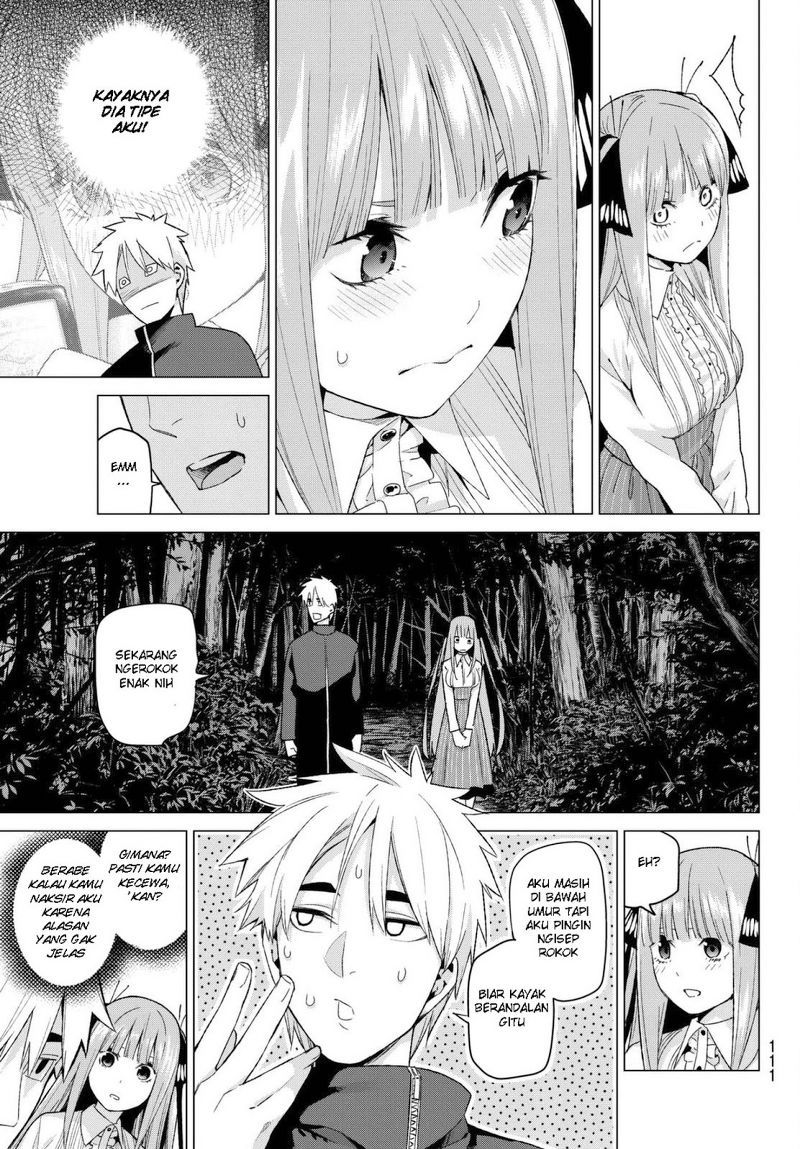 KAYAKNYA
DIA TIPE
AKU!
EMM
...
SEKARANG
NGEROKOK
ENAK NIH
EH?
AKU MASIH
DI BAWAH
UMUR TAPI
AKU PINGIN
NGISEP
ROKOK
BIAR KAYAK
BERANDALAN
GITU
GIMANA?
PASTI KAMU
KECEWA,
'KAN?
BERABE
KALAU KAMU
NAKSIR AKU
KARENA
ALASAN
YANG GAK
JELAS
111